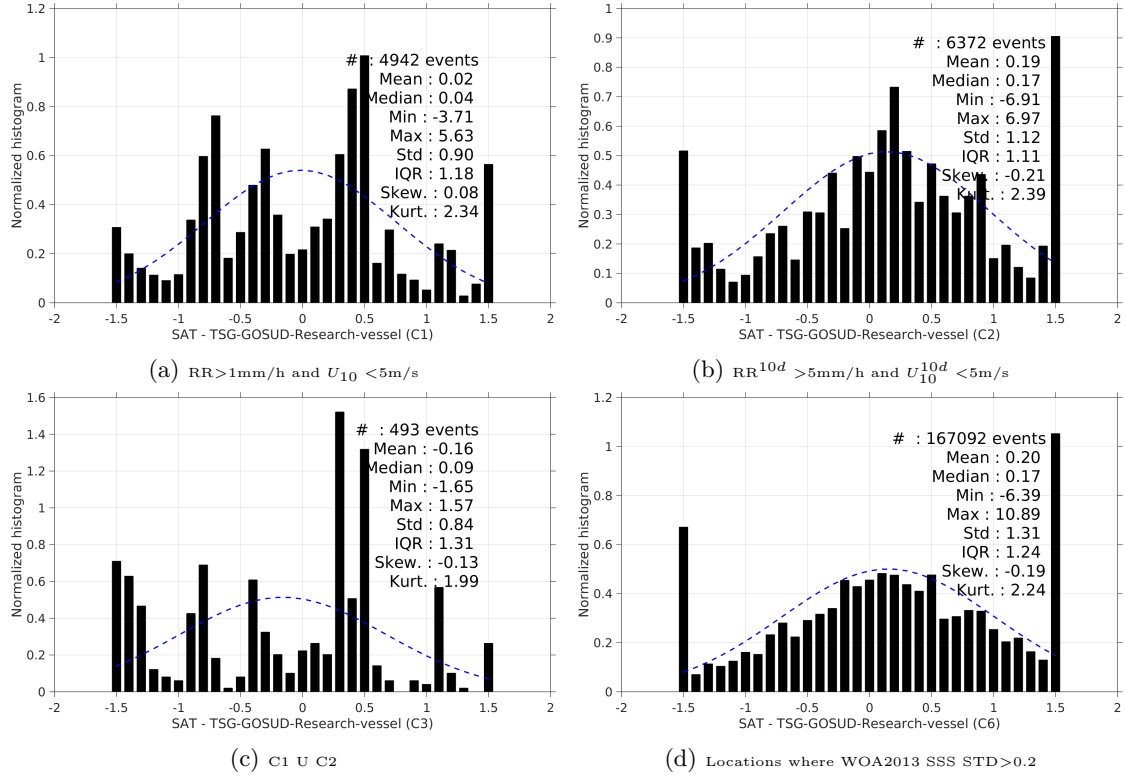 1.2
1
0.8
0.6
0.4
0.2
0
-2
-1.5
-1
-0.5
0
0.5
1
1.5
2
Normalized histogram
SAT - TSG-GOSUD-Research-vessel (C1)
# : 4942 events
Mean : 0.02
Median : 0.04
Min : -3.71
Max : 5.63
Std : 0.90
IQR : 1.18
Skew. : 0.08
Kurt. : 2.34
(a) RR>1mm/h and U10 <5m/s
1
0.9
0.8
0.7
0.6
0.5
0.4
0.3
0.2
0.1
0
-2
-1.5
-1
-0.5
0
0.5
1
1.5
2
Normalized histogram
SAT - TSG-GOSUD-Research-vessel (C2)
# : 6372 events
Mean : 0.19
Median : 0.17
Min : -6.91
Max : 6.97
Std : 1.12
IQR : 1.11
Skew. : -0.21
Kurt. : 2.39
(b) RR10d >5mm/h and U10d10 <5m/s
1.6
1.4
1.2
1
0.8
0.6
0.4
0.2
0
-2
-1.5
-1
-0.5
0
0.5
1
1.5
2
Normalized histogram
SAT - TSG-GOSUD-Research-vessel (C3)
# : 493 events
Mean : -0.16
Median : 0.09
Min : -1.65
Max : 1.57
Std : 0.84
IQR : 1.31
Skew. : -0.13
Kurt. : 1.99
(c) C1 U C2
1.2
1
0.8
0.6
0.4
0.2
0
-2
-1.5
-1
-0.5
0
0.5
1
1.5
2
Normalized histogram
SAT - TSG-GOSUD-Research-vessel (C6)
# : 167092 events
Mean : 0.20
Median : 0.17
Min : -6.39
Max : 10.89
Std : 1.31
IQR : 1.24
Skew. : -0.19
Kurt. : 2.24
(d) Locations where WOA2013 SSS STD>0.2